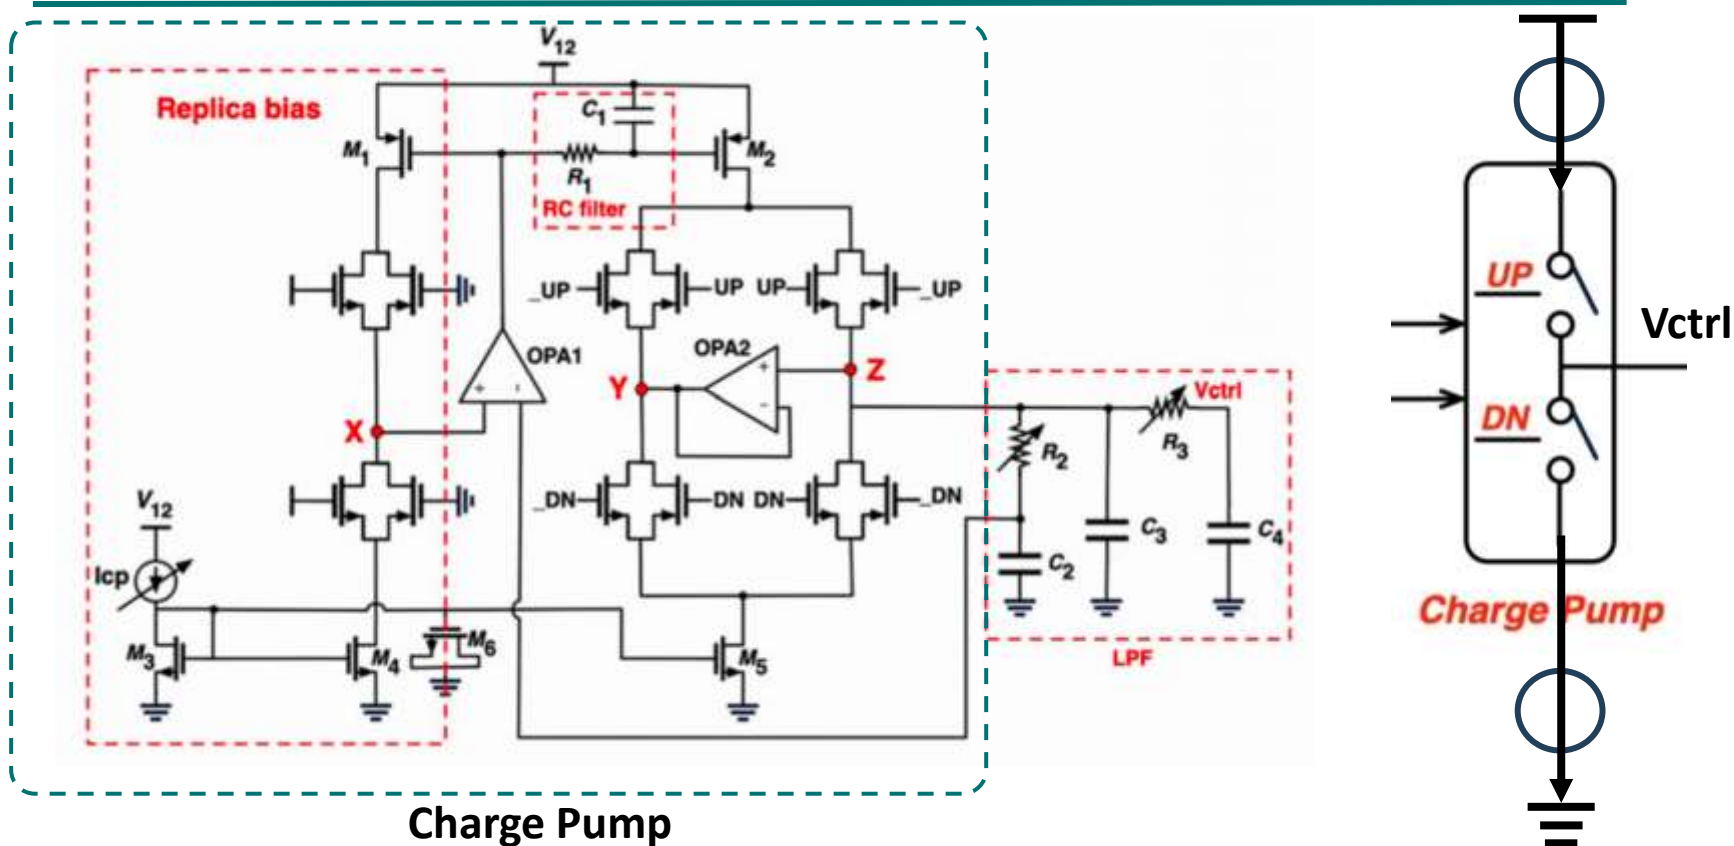 V12
Replica bias
C1
M1
M2
R1
RC filter
_UP
UP
UP
_UP
OPA1
OPA2
+
-
+
-
X
Y
Z
Vctrl
R2
R3
_DN
DN
DN
_DN
V12
Icp
C2
C3
C4
M3
M4
M6
M5
LPF
Charge Pump
UP
DN
Vctrl
Charge Pump